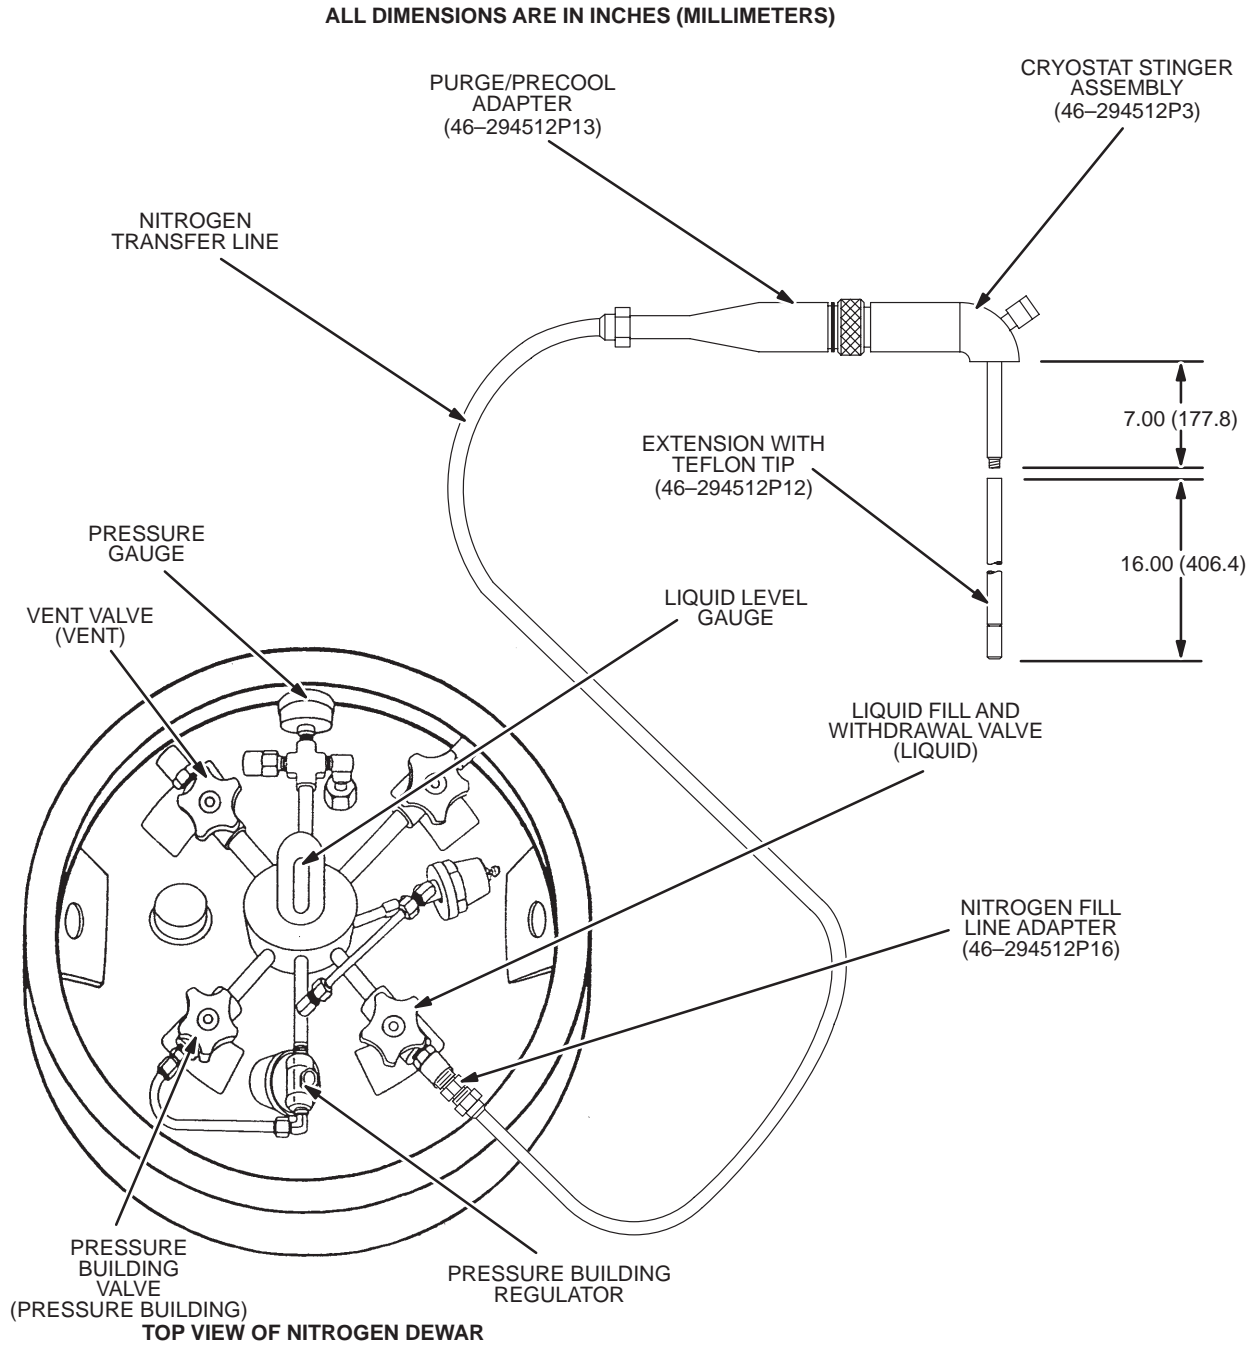 ALL DIMENSIONS ARE IN INCHES (MILLIMETERS)
PURGE/PRECOOL
ADAPTER
(46–294512P13)
CRYOSTAT STINGER
ASSEMBLY
(46–294512P3)
NITROGEN
TRANSFER LINE
7.00 (177.8)
EXTENSION WITH
TEFLON TIP
(46–294512P12)
16.00 (406.4)
PRESSURE
GAUGE
LIQUID LEVEL
GAUGE
VENT VALVE
(VENT)
LIQUID FILL AND
WITHDRAWAL VALVE
(LIQUID)
NITROGEN FILL
LINE ADAPTER
(46–294512P16)
PRESSURE
BUILDING
VALVE
(PRESSURE BUILDING)
PRESSURE BUILDING
REGULATOR
TOP VIEW OF NITROGEN DEWAR